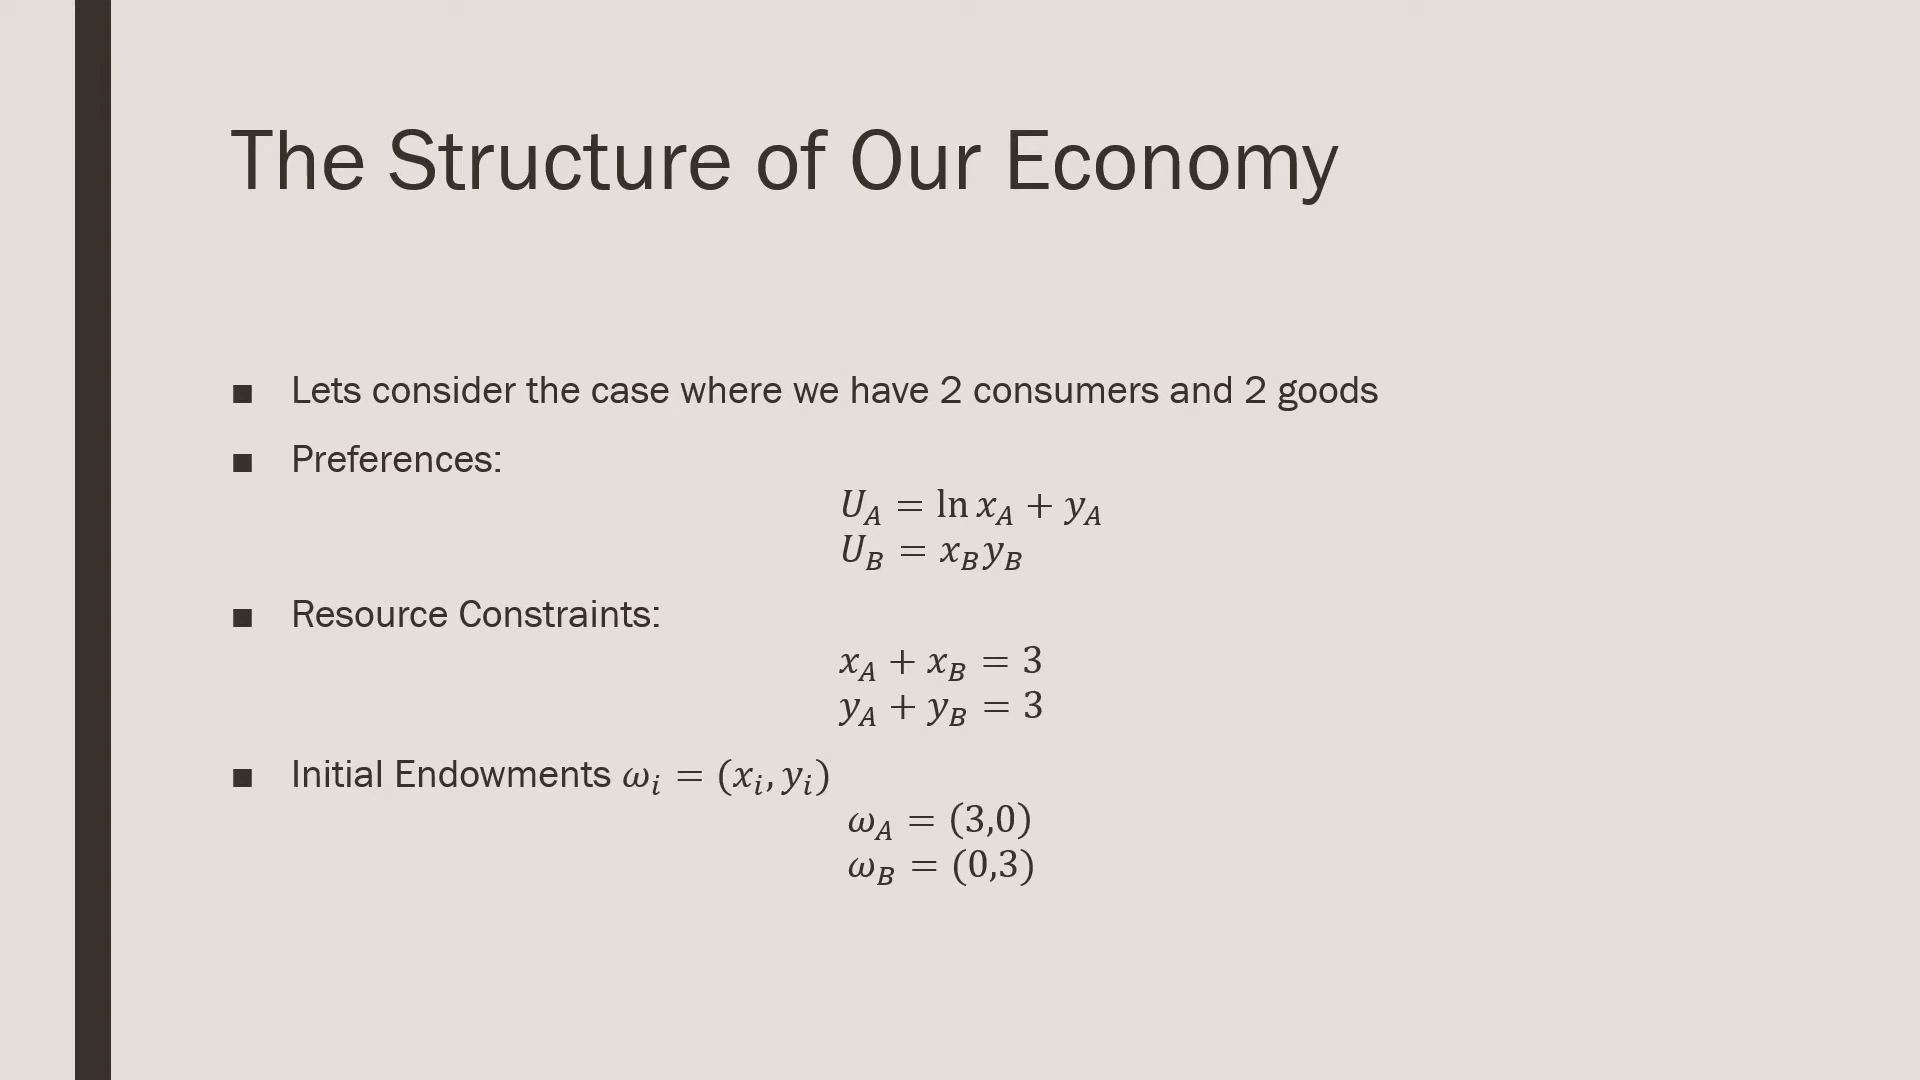 The Structure of Our Economy
■ Lets consider the case where we have 2 consumers and 2 goods
■ Preferences:
U_A = ln x_A + y_A
U_B = x_B y_B
■ Resource Constraints:
x_A + x_B = 3
y_A + y_B = 3
■ Initial Endowments ω_i = (x_i, y_i)
ω_A = (3,0)
ω_B = (0,3)